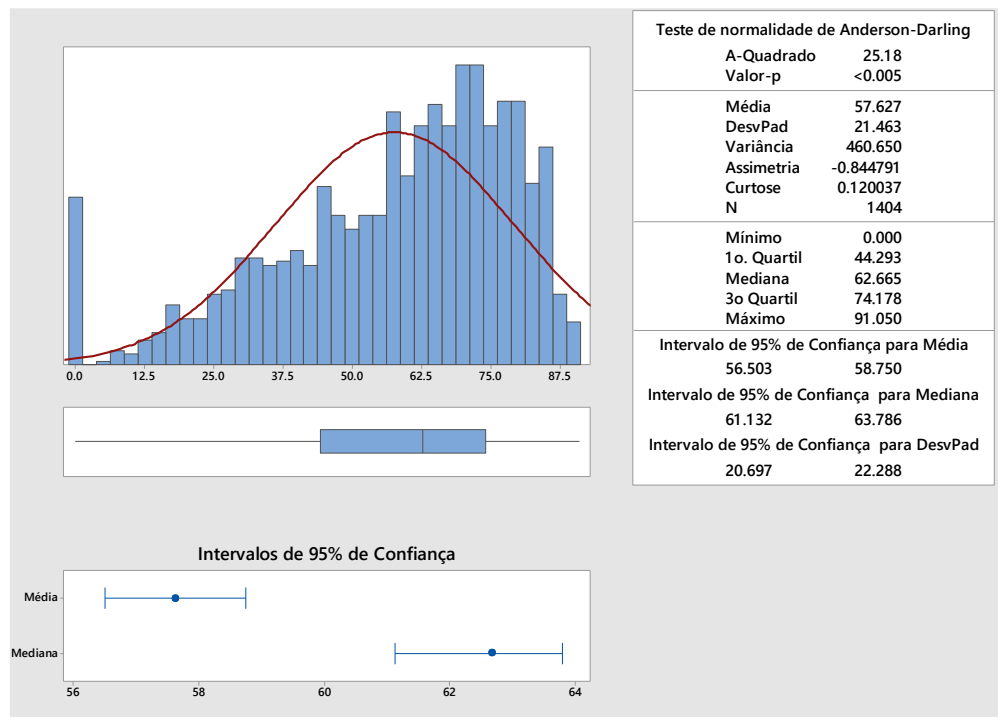 Teste de normalidade de Anderson-Darling
A-Quadrado 25.18
Valor-p <0.005
Média 57.627
DesvPad 21.463
Variância 460.650
Assimetria -0.844791
Curtose 0.120037
N 1404
Mínimo 0.000
1o. Quartil 44.293
Mediana 62.665
3o Quartil 74.178
Máximo 91.050
Intervalo de 95% de Confiança para Média
56.503 58.750
Intervalo de 95% de Confiança para Mediana
61.132 63.786
Intervalo de 95% de Confiança para DesvPad
20.697 22.288
0.0 12.5 25.0 37.5 50.0 62.5 75.0 87.5
Intervalos de 95% de Confiança
Média
Mediana
56 58 60 62 64